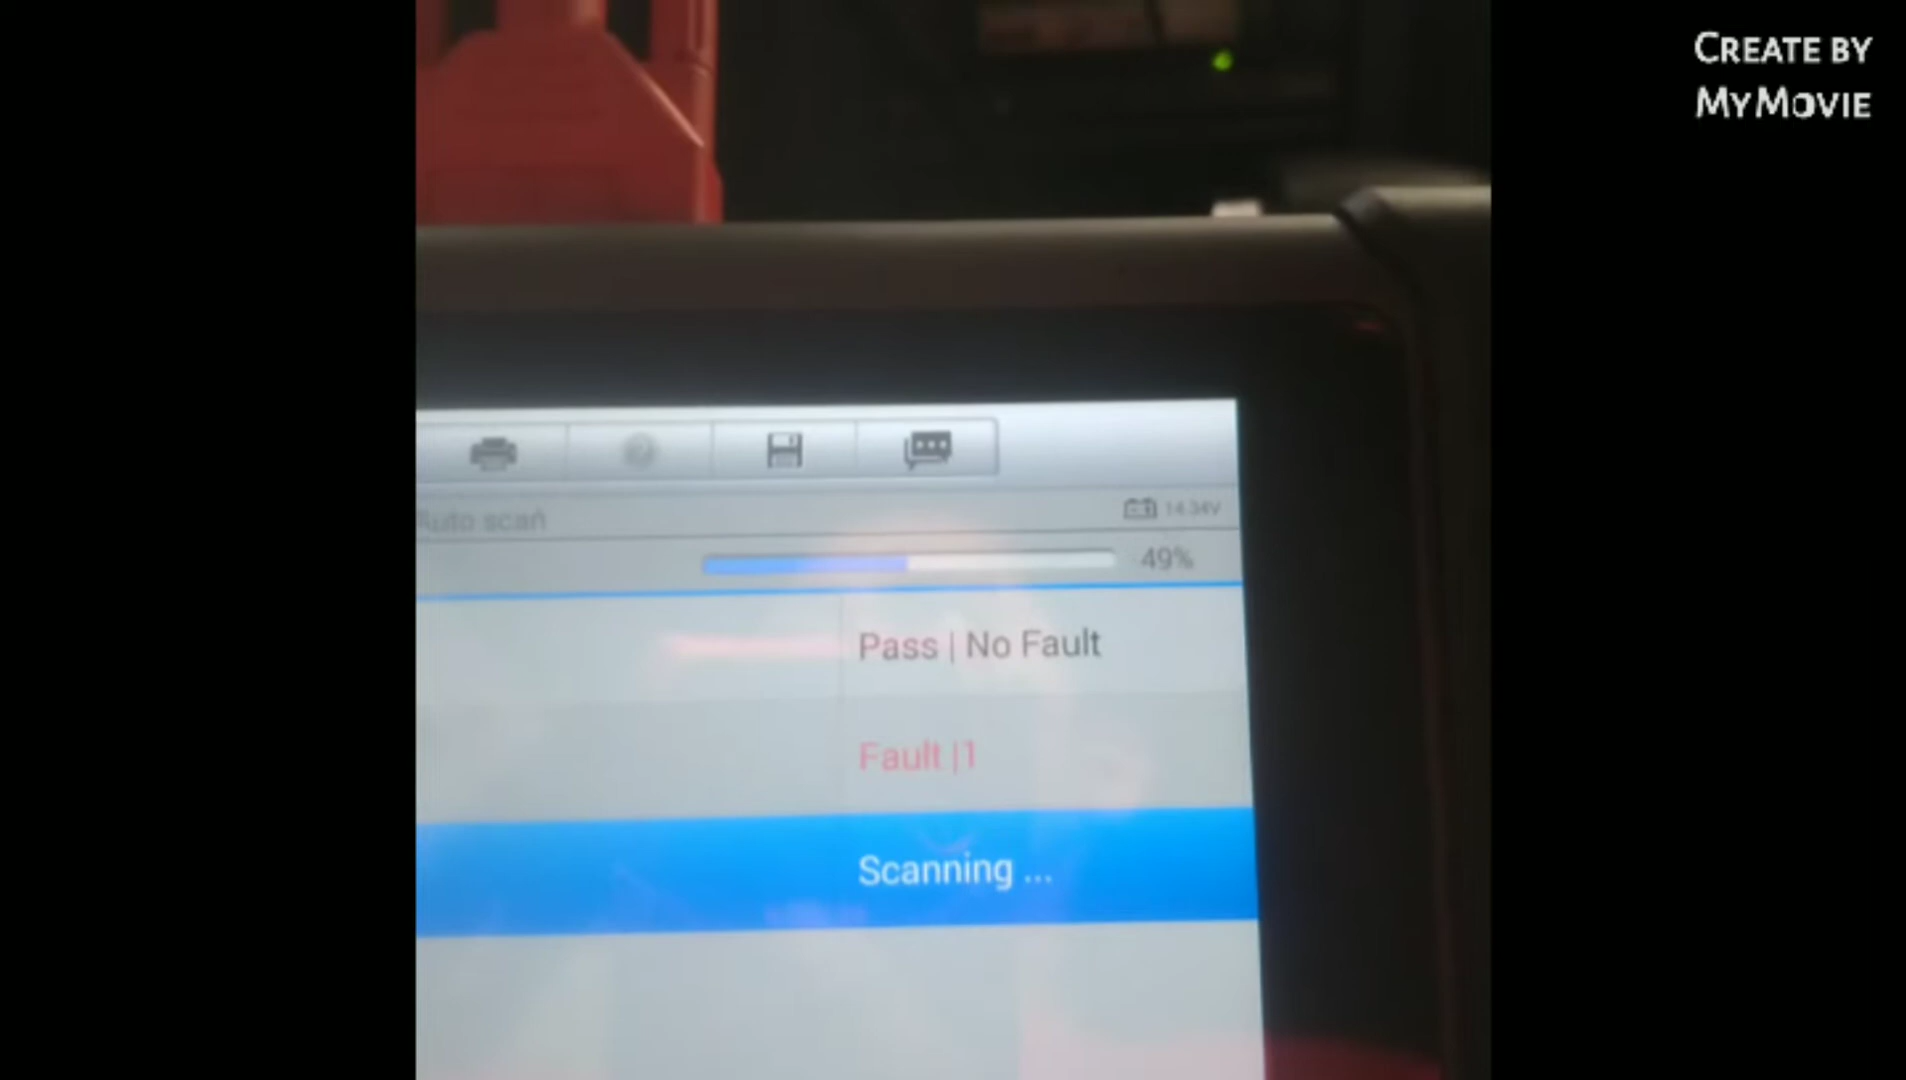 CREATE BY
MYMOVIE
Auto scan
14.34V
49%
Pass | No Fault
Fault |1
Scanning ...